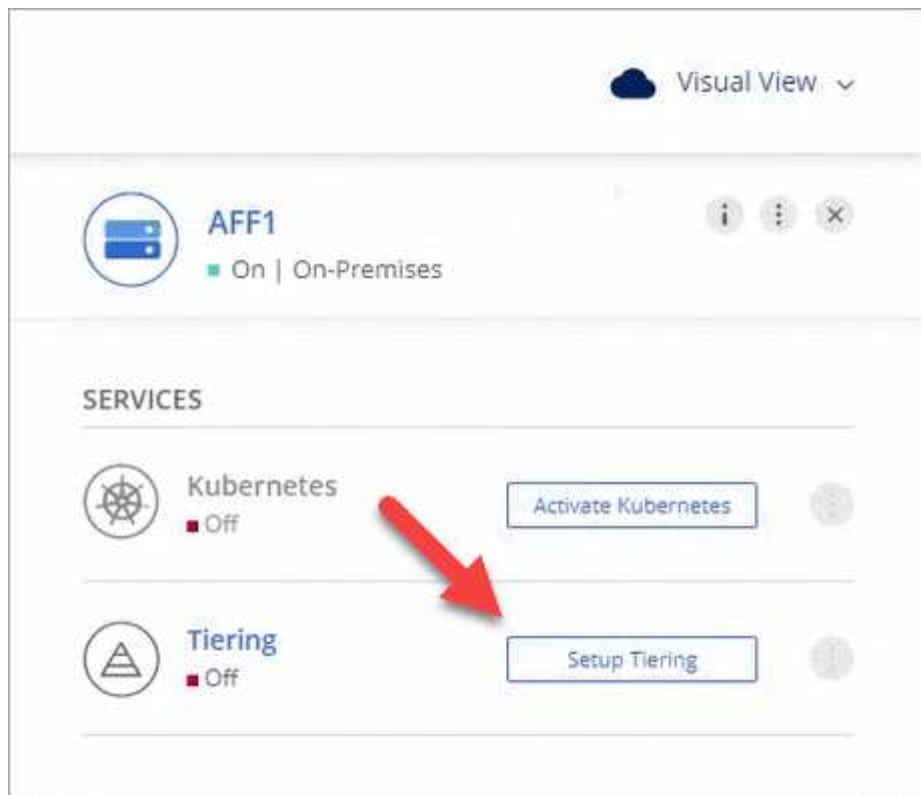 Visual View
AFF1
On | On-Premises
SERVICES
Kubernetes
Off
Activate Kubernetes
Tiering
Off
Setup Tiering